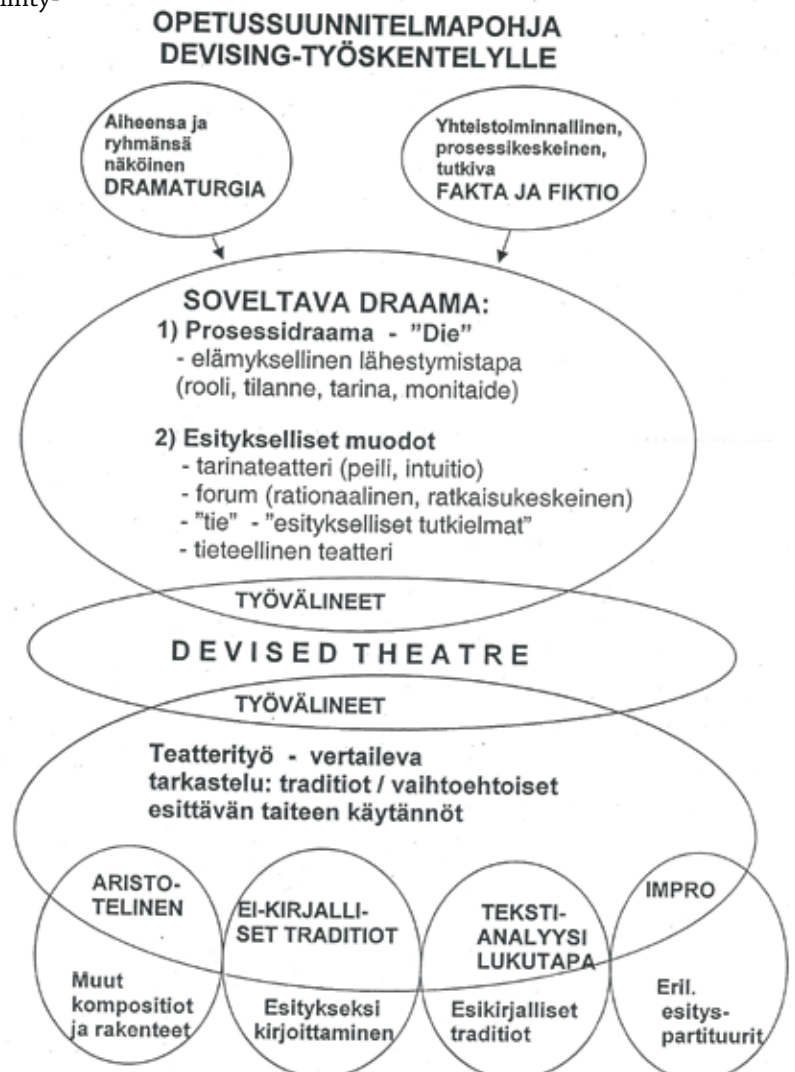 OPETUSSUUNNITELMAPOHJA
DEVISING-TYÖSKENTELYLLE
Aiheensa ja
ryhmänsä
näköinen
DRAMATURGIA
Yhteistoiminnallinen,
prosessikeskeinen,
tutkiva
FAKTA JA FIKTIO
SOVELTAVA DRAAMA:
1) Prosessidraama - ”Die”
- elämyksellinen lähestymistapa
(rooli, tilanne, tarina, monitaide)
2) Esitykselliset muodot
- tarinateatteri (peili, intuitio)
- forum (rationaalinen, ratkaisukeskeinen)
- ”tie” - ”esitykselliset tutkielmat”
- tieteellinen teatteri
TYÖVÄLINEET
DEVISED THEATRE
TYÖVÄLINEET
Teatterityö - vertaileva
tarkastelu: traditiot / vaihtoehtoiset
esittävän taiteen käytännöt
ARISTO-
TELINEN
Muut
kompositiot
ja rakenteet
EI-KIRJALLI-
SET TRADITIOT
Esitykseksi
kirjoittaminen
TEKSTI-
ANALYYSI
LUKUTAPA
Esikirjalliset
traditiot
IMPRO
Eril.
esitys-
partituurit